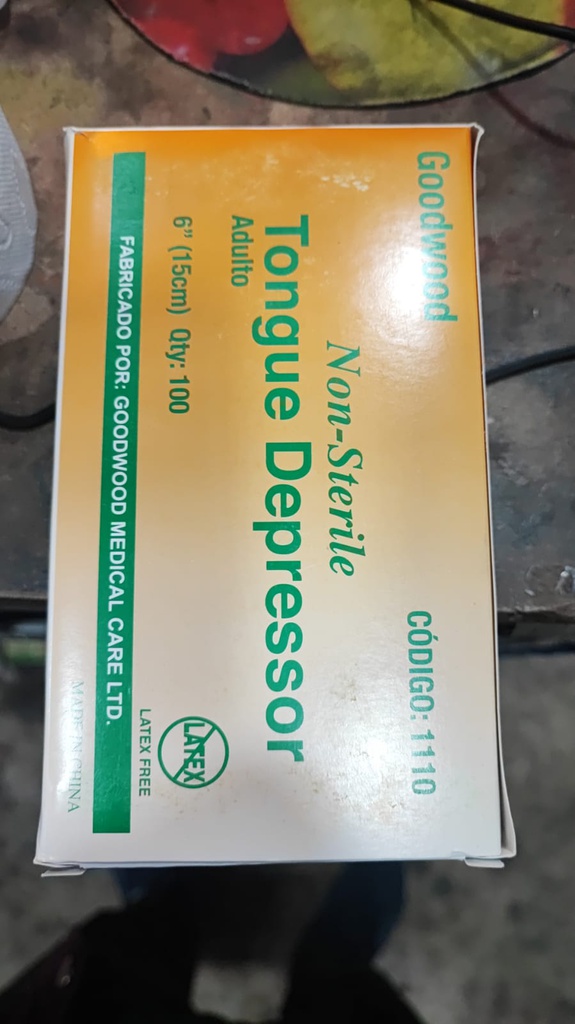 Goodwood
CÓDIGO: 1110
Non-Sterile
Tongue Depressor
Adulto
6" (15cm) Qty: 100
LATEX
LATEX FREE
FABRICADO POR: GOODWOOD MEDICAL CARE LTD.
MADE IN CHINA